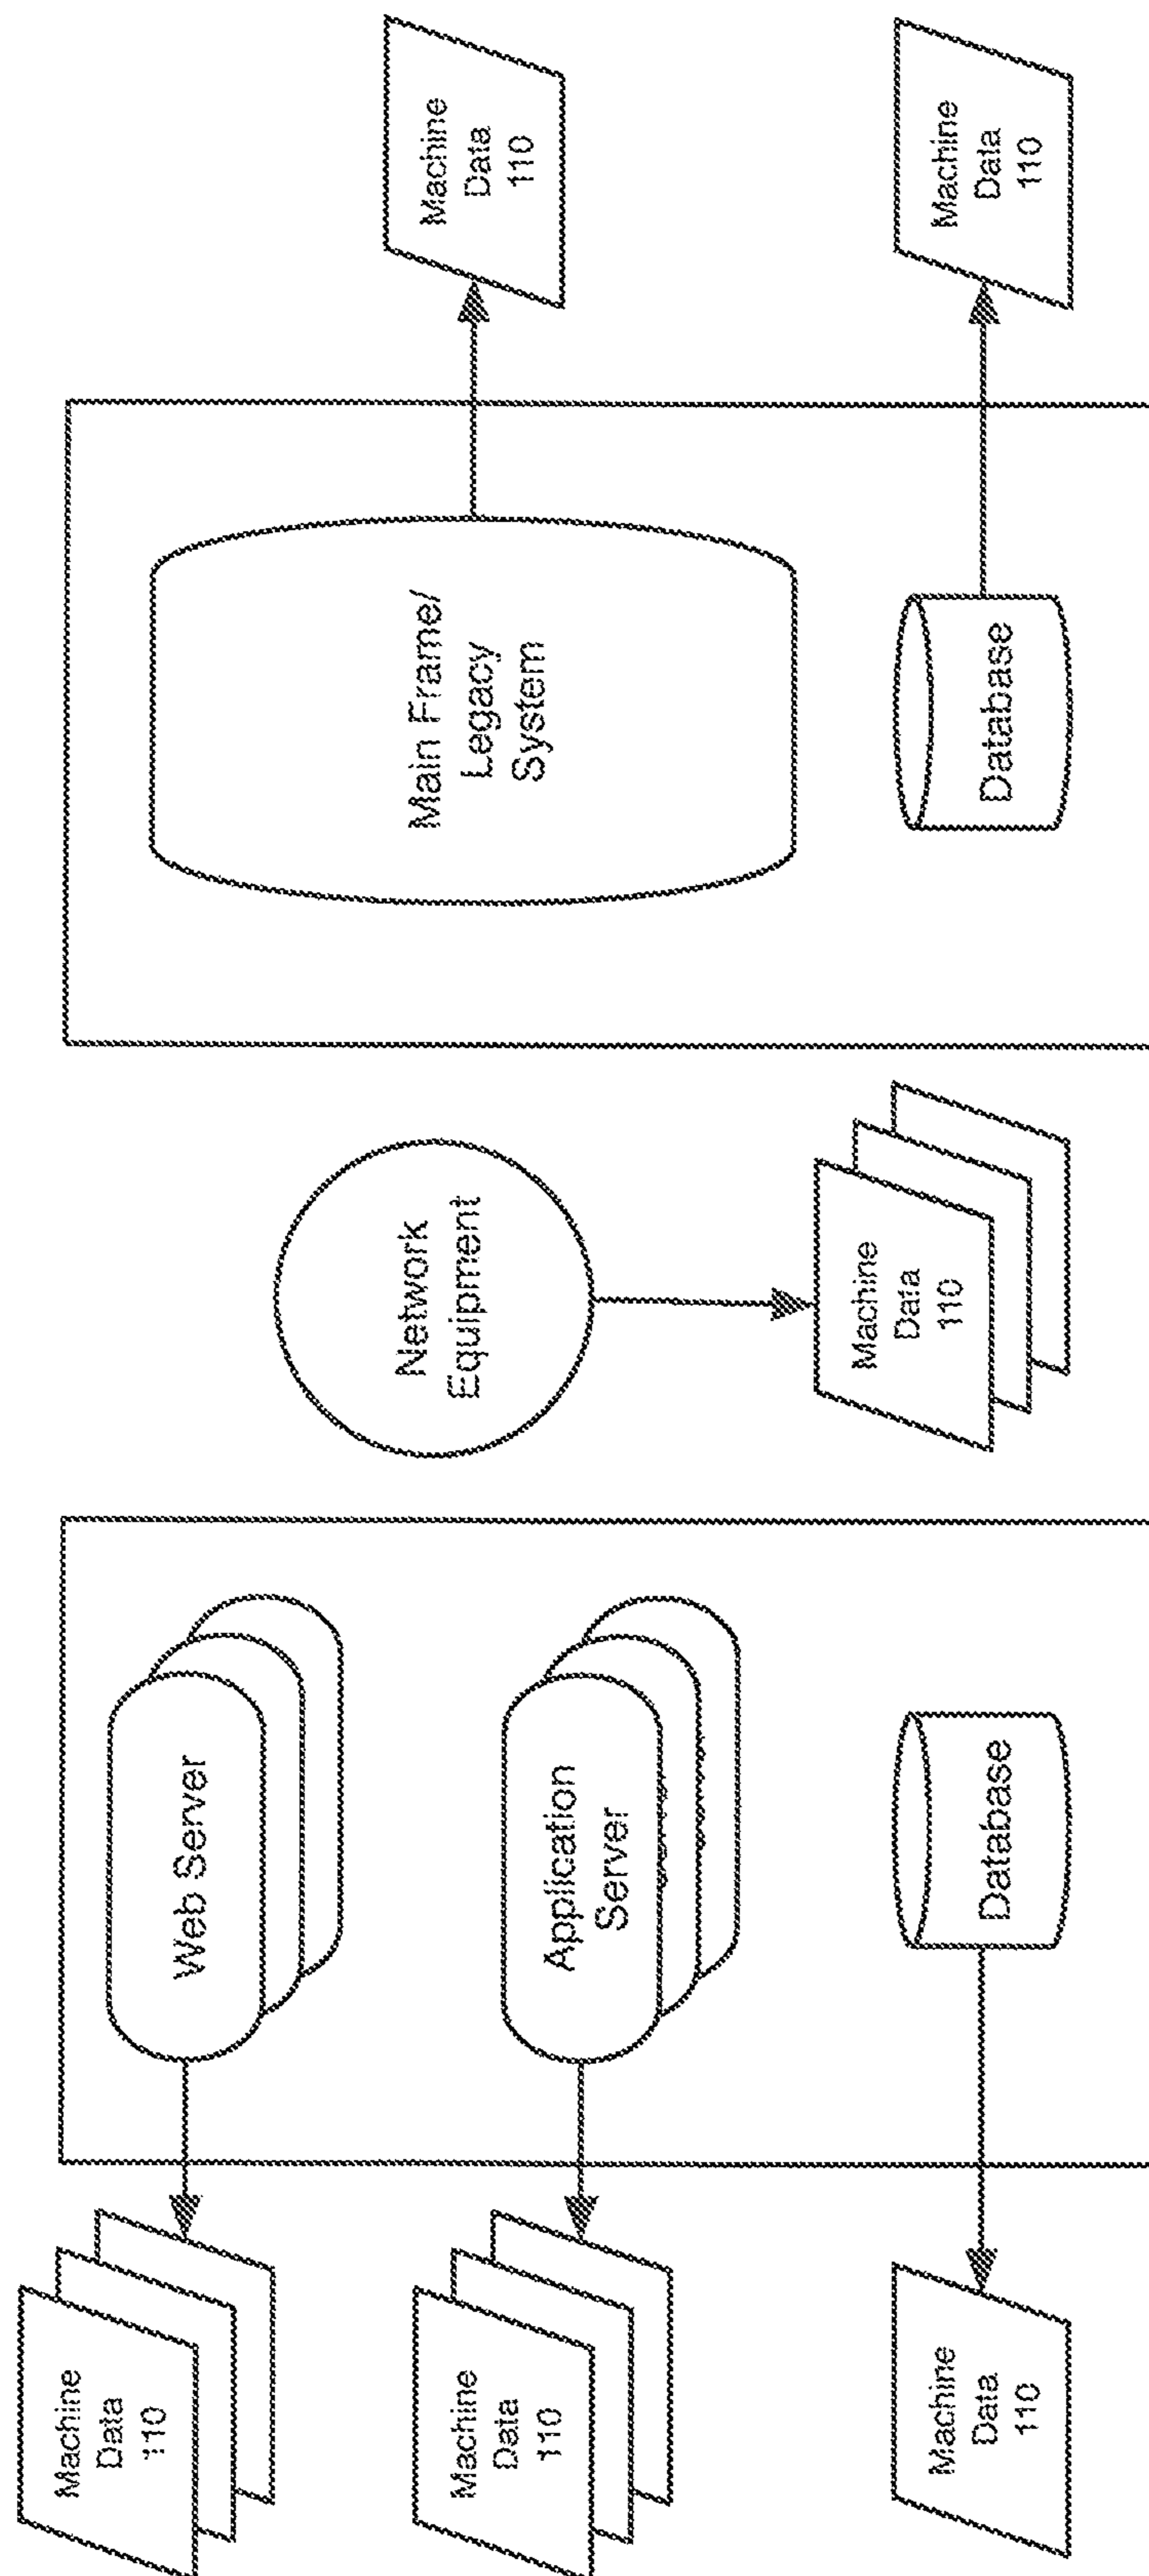 Machine
Data
110
Web Server
Machine
Data
110
Application
Server
Machine
Data
110
Database
Network
Equipment
Machine
Data
110
Main Frame/
Legacy
System
Machine
Data
110
Database
Machine
Data
110